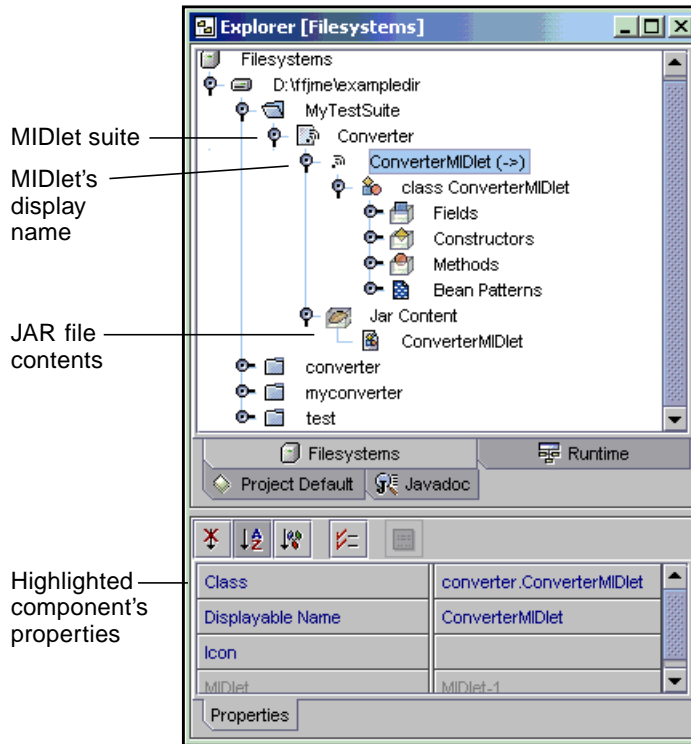 Explorer [Filesystems]
Filesystems
D:\ffjme\exampledir
MyTestSuite
MIDlet suite
Converter
MIDlet's
display
name
ConverterMIDlet (->)
class ConverterMIDlet
Fields
Constructors
Methods
Bean Patterns
JAR file
contents
Jar Content
ConverterMIDlet
converter
myconverter
test
Filesystems Runtime
Project Default Javadoc
Highlighted
component's
properties
Class converter.ConverterMIDlet
Displayable Name ConverterMIDlet
Icon
MIDlet MIDlet-1
Properties